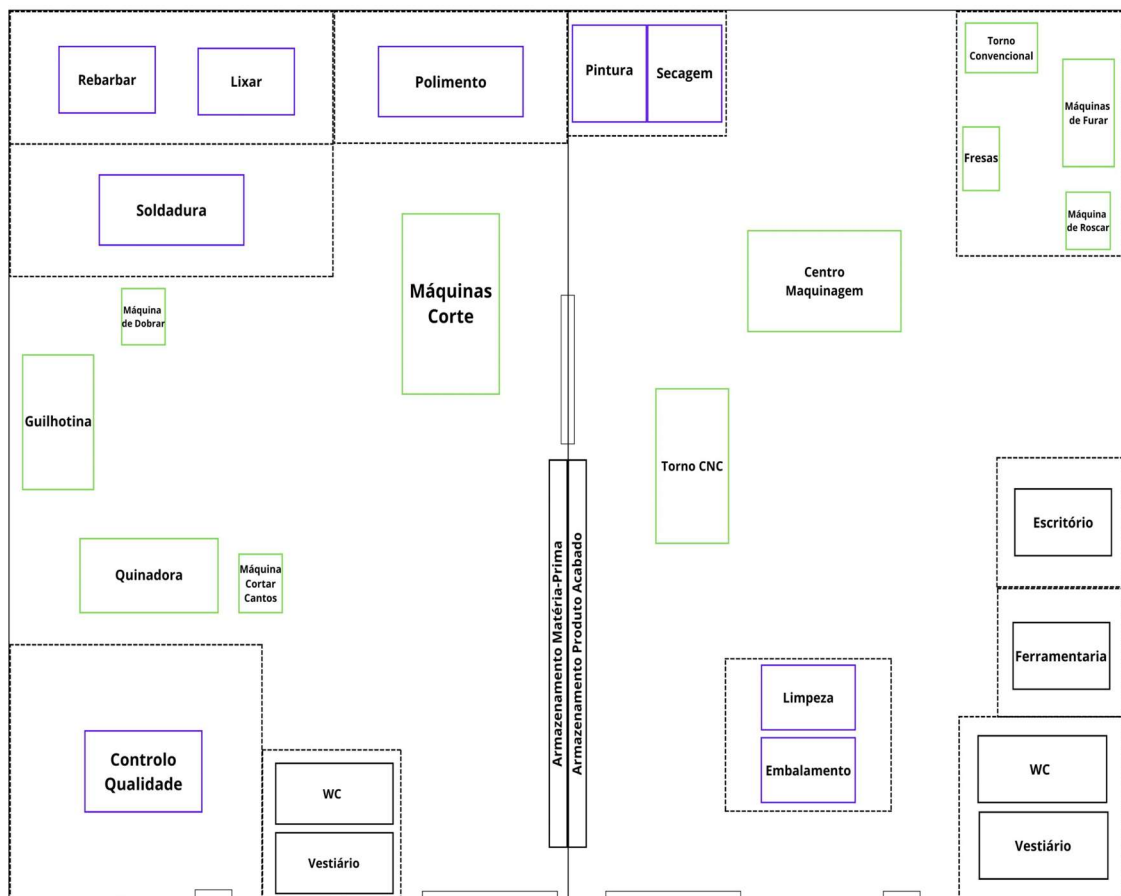 Rebarbar
Lixar
Polimento
Pintura
Secagem
Torno
Convencional
Máquinas
de Furar
Fresas
Máquina
de Roscar
Soldadura
Máquinas
Corte
Centro
Maquinagem
Máquina
de Dobrar
Guilhotina
Torno CNC
Escritório
Quinadora
Máquina
Cortar
Cantos
Armazenamento Matéria-Prima
Armazenamento Produto Acabado
Ferramentaria
Limpeza
Embalamento
Controlo
Qualidade
WC
Vestiário
WC
Vestiário